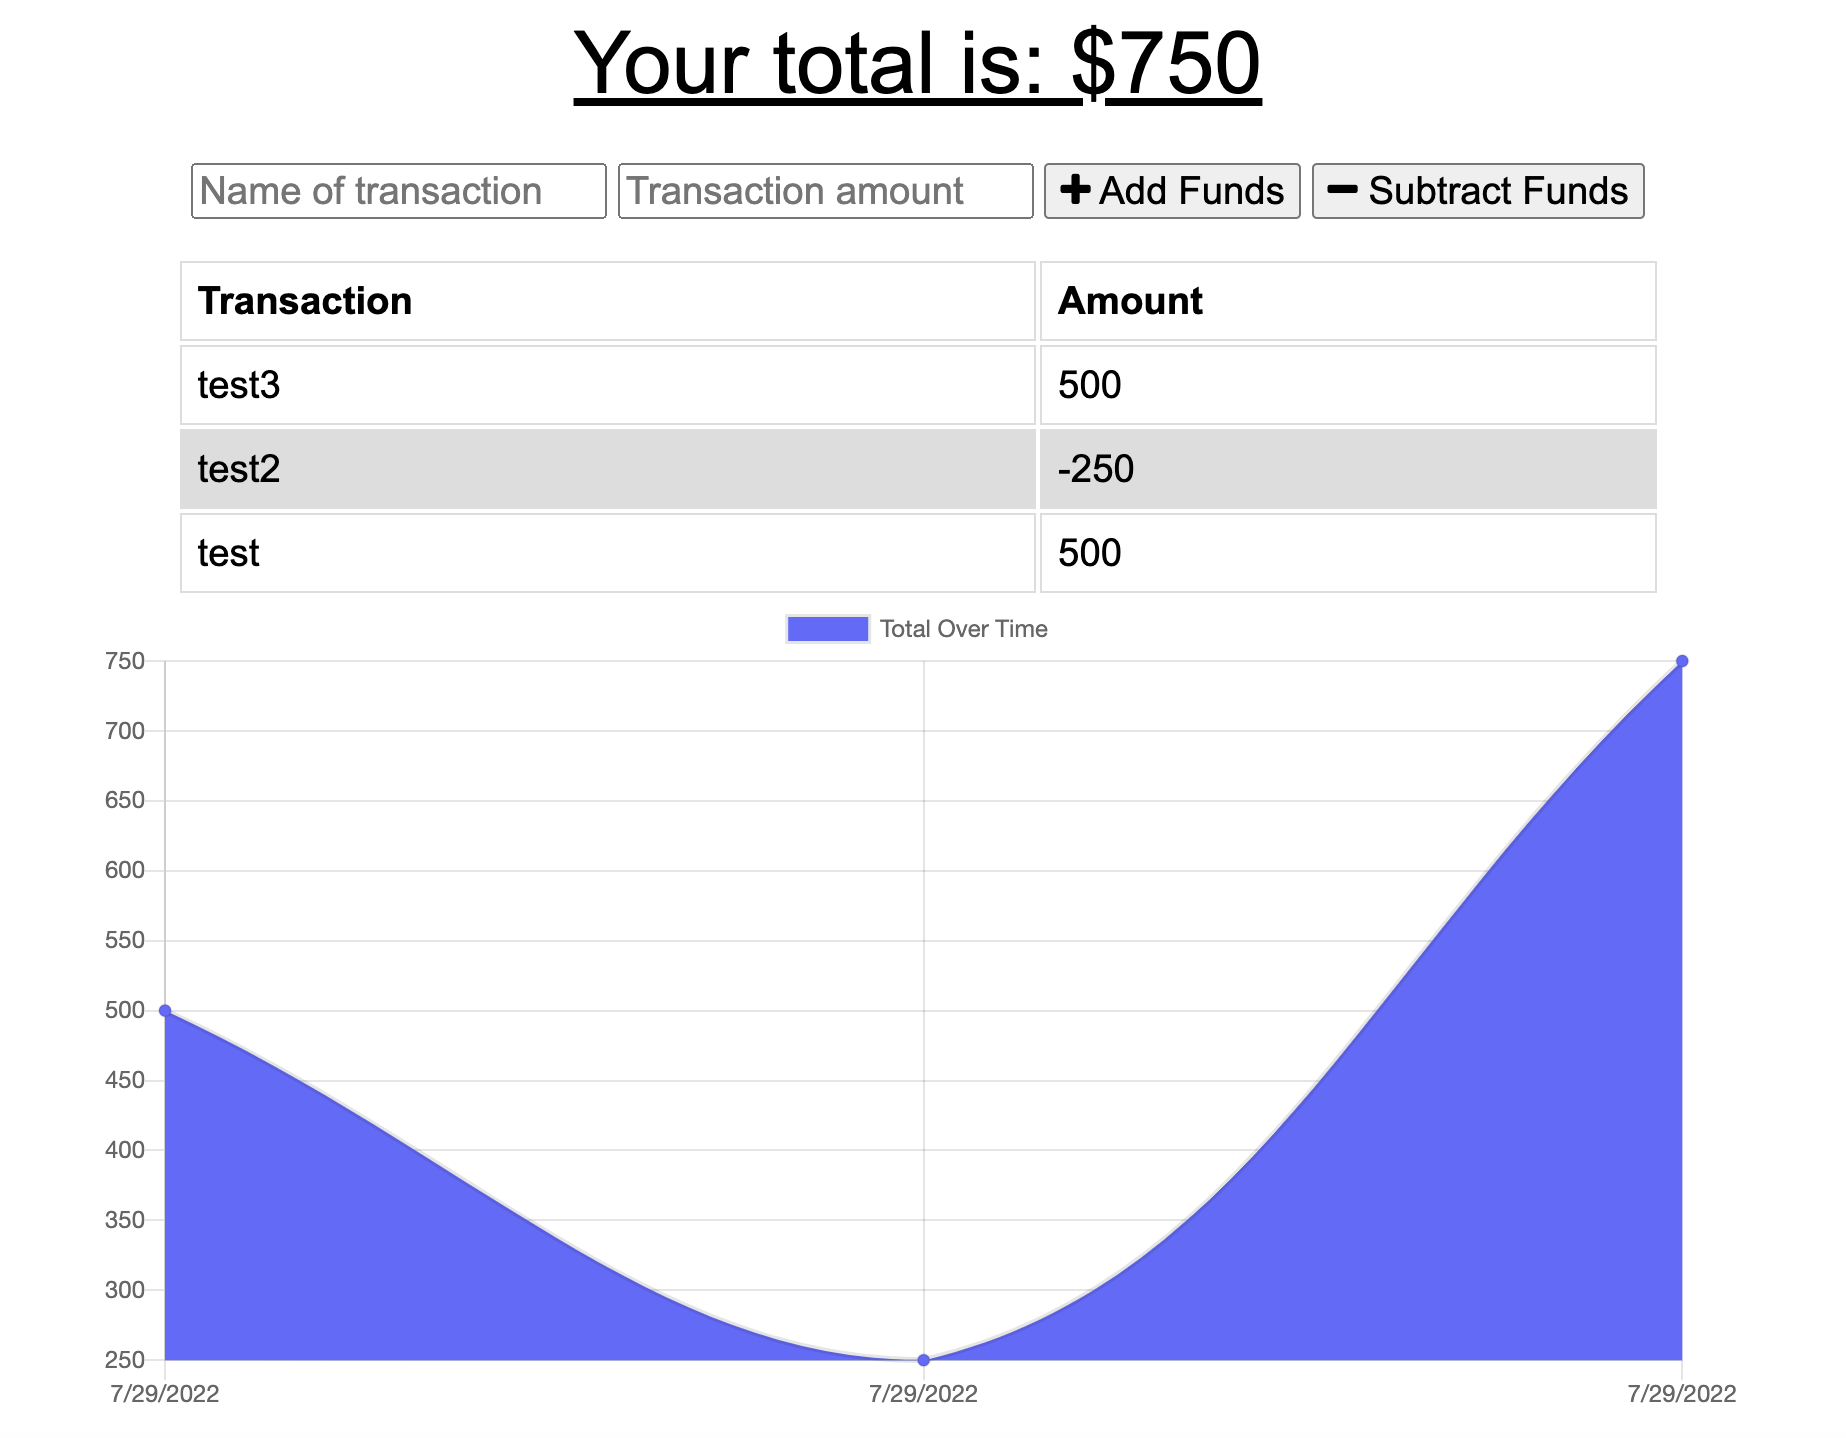 Your total is: $750
Name of transaction Transaction amount Add Funds Subtract Funds
Transaction Amount
test3 500
test2 -250
test 500
Total Over Time
750
700
650
600
550
500
450
400
350
300
250
7/29/2022 7/29/2022 7/29/2022